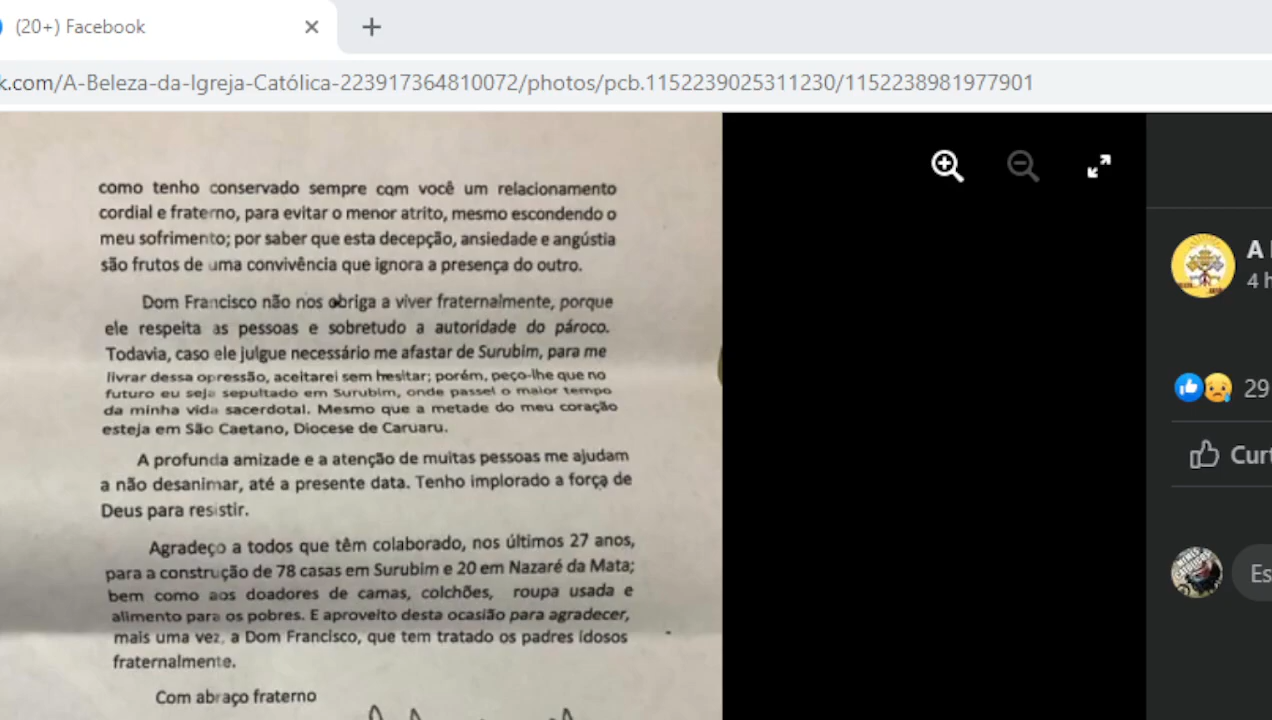 (20+) Facebook
k.com/A-Beleza-da-Igreja-Católica-223917364810072/photos/pcb.1152239025311230/1152238981977901
como tenho conservado sempre com você um relacionamento
cordial e fraterno, para evitar o menor atrito, mesmo escondendo o
meu sofrimento; por saber que esta decepção, ansiedade e angústia
são frutos de uma convivência que ignora a presença do outro.
Dom Francisco não nos obriga a viver fraternalmente, porque
ele respeita as pessoas e sobretudo a autoridade do pároco.
Todavia, caso ele julgue necessário me afastar de Surubim, para me
livrar dessa opressão, aceitarei sem hesitar; porém, peço-lhe que no
futuro eu seja sepultado em Surubim, onde passei o maior tempo
da minha vida sacerdotal. Mesmo que a metade do meu coração
esteja em São Caetano, Diocese de Caruaru.
A profunda amizade e a atenção de muitas pessoas me ajudam
a não desanimar, até a presente data. Tenho implorado a força de
Deus para resistir.
Agradeço a todos que têm colaborado, nos últimos 27 anos,
para a construção de 78 casas em Surubim e 20 em Nazaré da Mata;
bem como aos doadores de camas, colchões, roupa usada e
alimento para os pobres. E aproveito desta ocasião para agradecer,
mais uma vez, a Dom Francisco, que tem tratado os padres idosos
fraternalmente.
Com abraço fraterno
A
4 h
29
Curt
Es